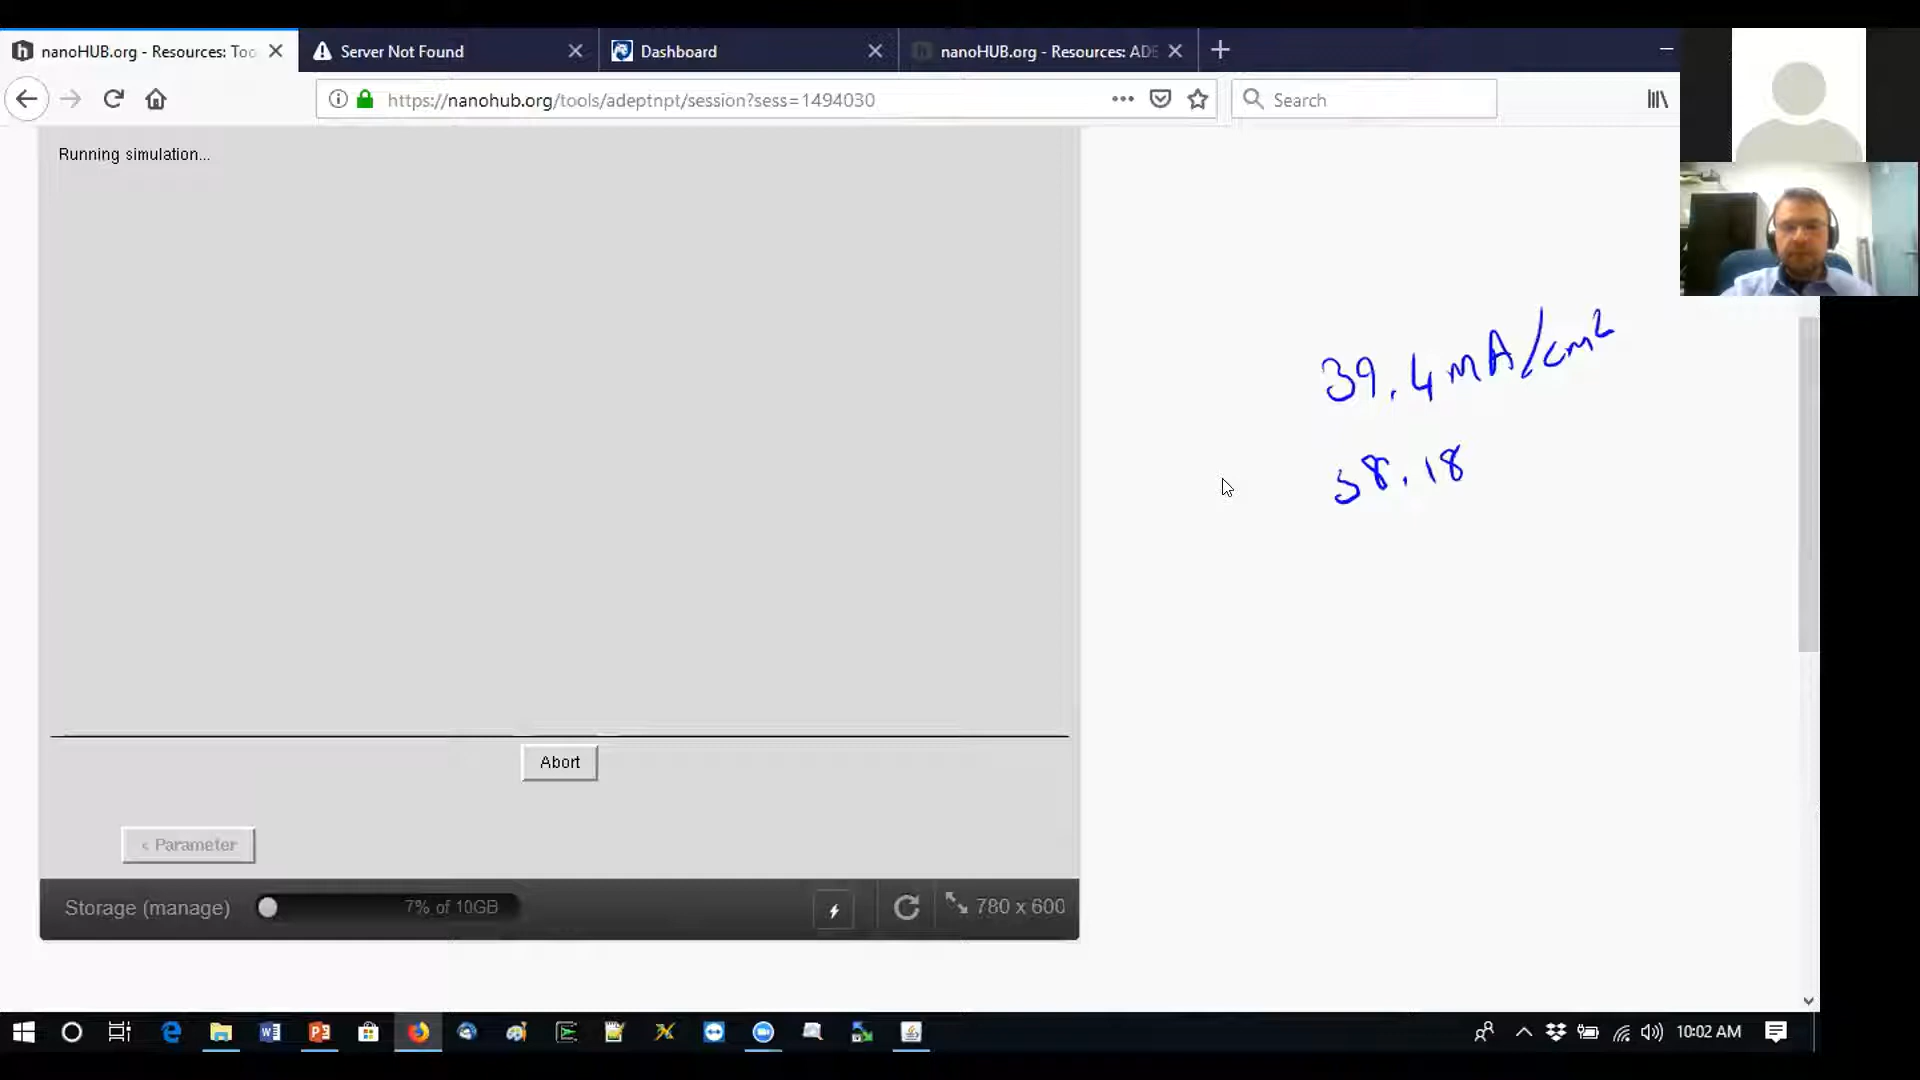 nanoHUB.org - Resources: Too
Server Not Found
Dashboard
nanoHUB.org - Resources: ADE
https://nanohub.org/tools/adeptnpt/session?sess=1494030
Search
Running simulation...
39.4 mA/cm²
38.18
Abort
< Parameter
Storage (manage)
7% of 10GB
780 x 600
10:02 AM